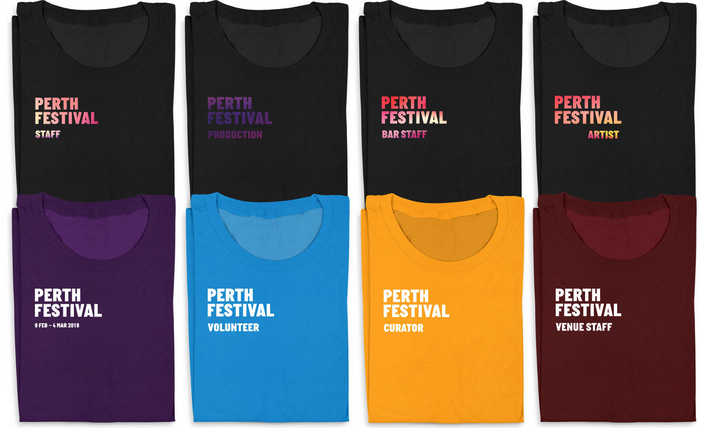 PERTH
FESTIVAL
STAFF
PERTH
FESTIVAL
PRODUCTION
PERTH
FESTIVAL
BAR STAFF
PERTH
FESTIVAL
ARTIST
PERTH
FESTIVAL
9 FEB – 4 MAR 2018
PERTH
FESTIVAL
VOLUNTEER
PERTH
FESTIVAL
CURATOR
PERTH
FESTIVAL
VENUE STAFF